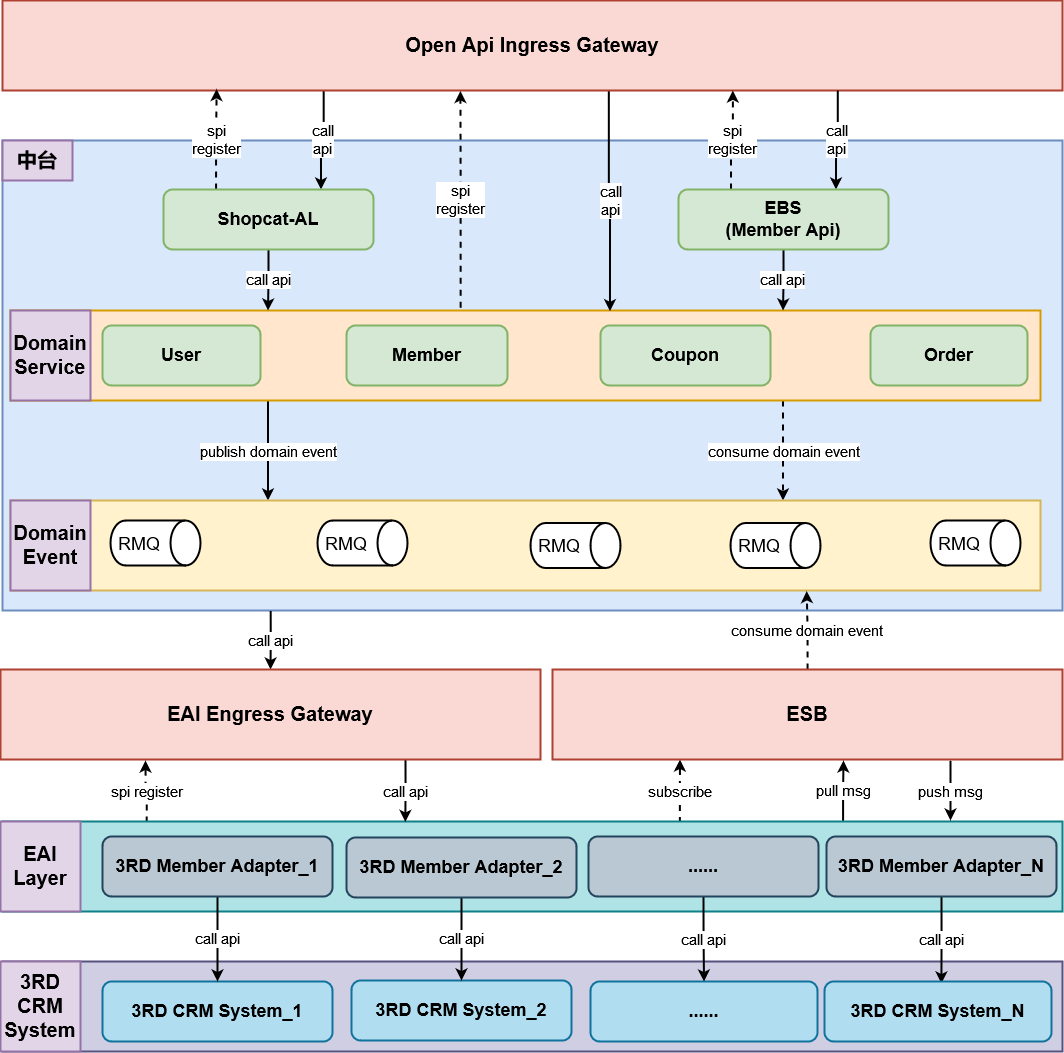 Open Api Ingress Gateway
spi
register
call
api
spi
register
call
api
spi
register
call
api
中台
Shopcat-AL
EBS
(Member Api)
call api
call api
Domain
Service
User
Member
Coupon
Order
publish domain event
consume domain event
Domain
Event
RMQ
RMQ
RMQ
RMQ
RMQ
call api
consume domain event
EAI Engress Gateway
ESB
spi register
call api
subscribe
pull msg
push msg
EAI
Layer
3RD Member Adapter_1
3RD Member Adapter_2
......
3RD Member Adapter_N
call api
call api
call api
call api
3RD
CRM
System
3RD CRM System_1
3RD CRM System_2
......
3RD CRM System_N